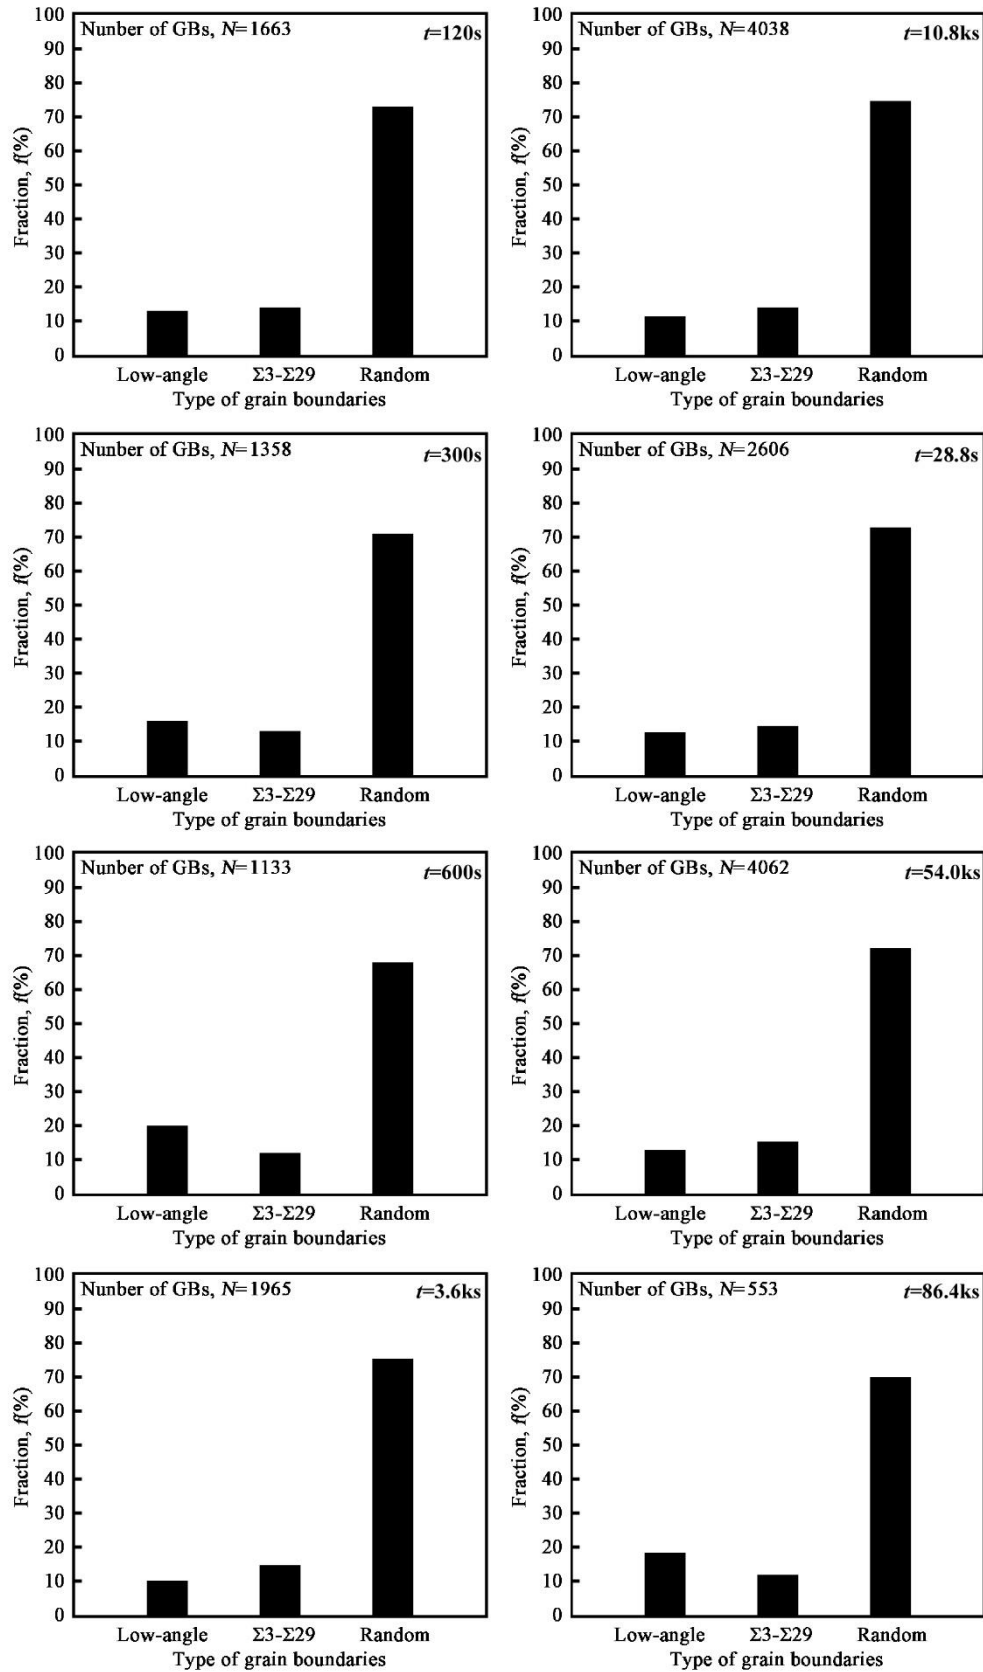 Nunber of GBs, N=1663
t=120s
Fraction, f(%)
100
90
80
70
60
50
40
30
20
10
0
Low-angle Σ3-Σ29 Random
Type of grain boundaries
Nunber of GBs, N=4038
t=10.8ks
Fraction, f(%)
100
90
80
70
60
50
40
30
20
10
0
Low-angle Σ3-Σ29 Random
Type of grain boundaries
Nunber of GBs, N=1358
t=300s
Fraction, f(%)
100
90
80
70
60
50
40
30
20
10
0
Low-angle Σ3-Σ29 Random
Type of grain boundaries
Nunber of GBs, N=2606
t=28.8s
Fraction, f(%)
100
90
80
70
60
50
40
30
20
10
0
Low-angle Σ3-Σ29 Random
Type of grain boundaries
Nunber of GBs, N=1133
t=600s
Fraction, f(%)
100
90
80
70
60
50
40
30
20
10
0
Low-angle Σ3-Σ29 Random
Type of grain boundaries
Nunber of GBs, N=4062
t=54.0ks
Fraction, f(%)
100
90
80
70
60
50
40
30
20
10
0
Low-angle Σ3-Σ29 Random
Type of grain boundaries
Nunber of GBs, N=1965
t=3.6ks
Fraction, f(%)
100
90
80
70
60
50
40
30
20
10
0
Low-angle Σ3-Σ29 Random
Type of grain boundaries
Nunber of GBs, N=553
t=86.4ks
Fraction, f(%)
100
90
80
70
60
50
40
30
20
10
0
Low-angle Σ3-Σ29 Random
Type of grain boundaries